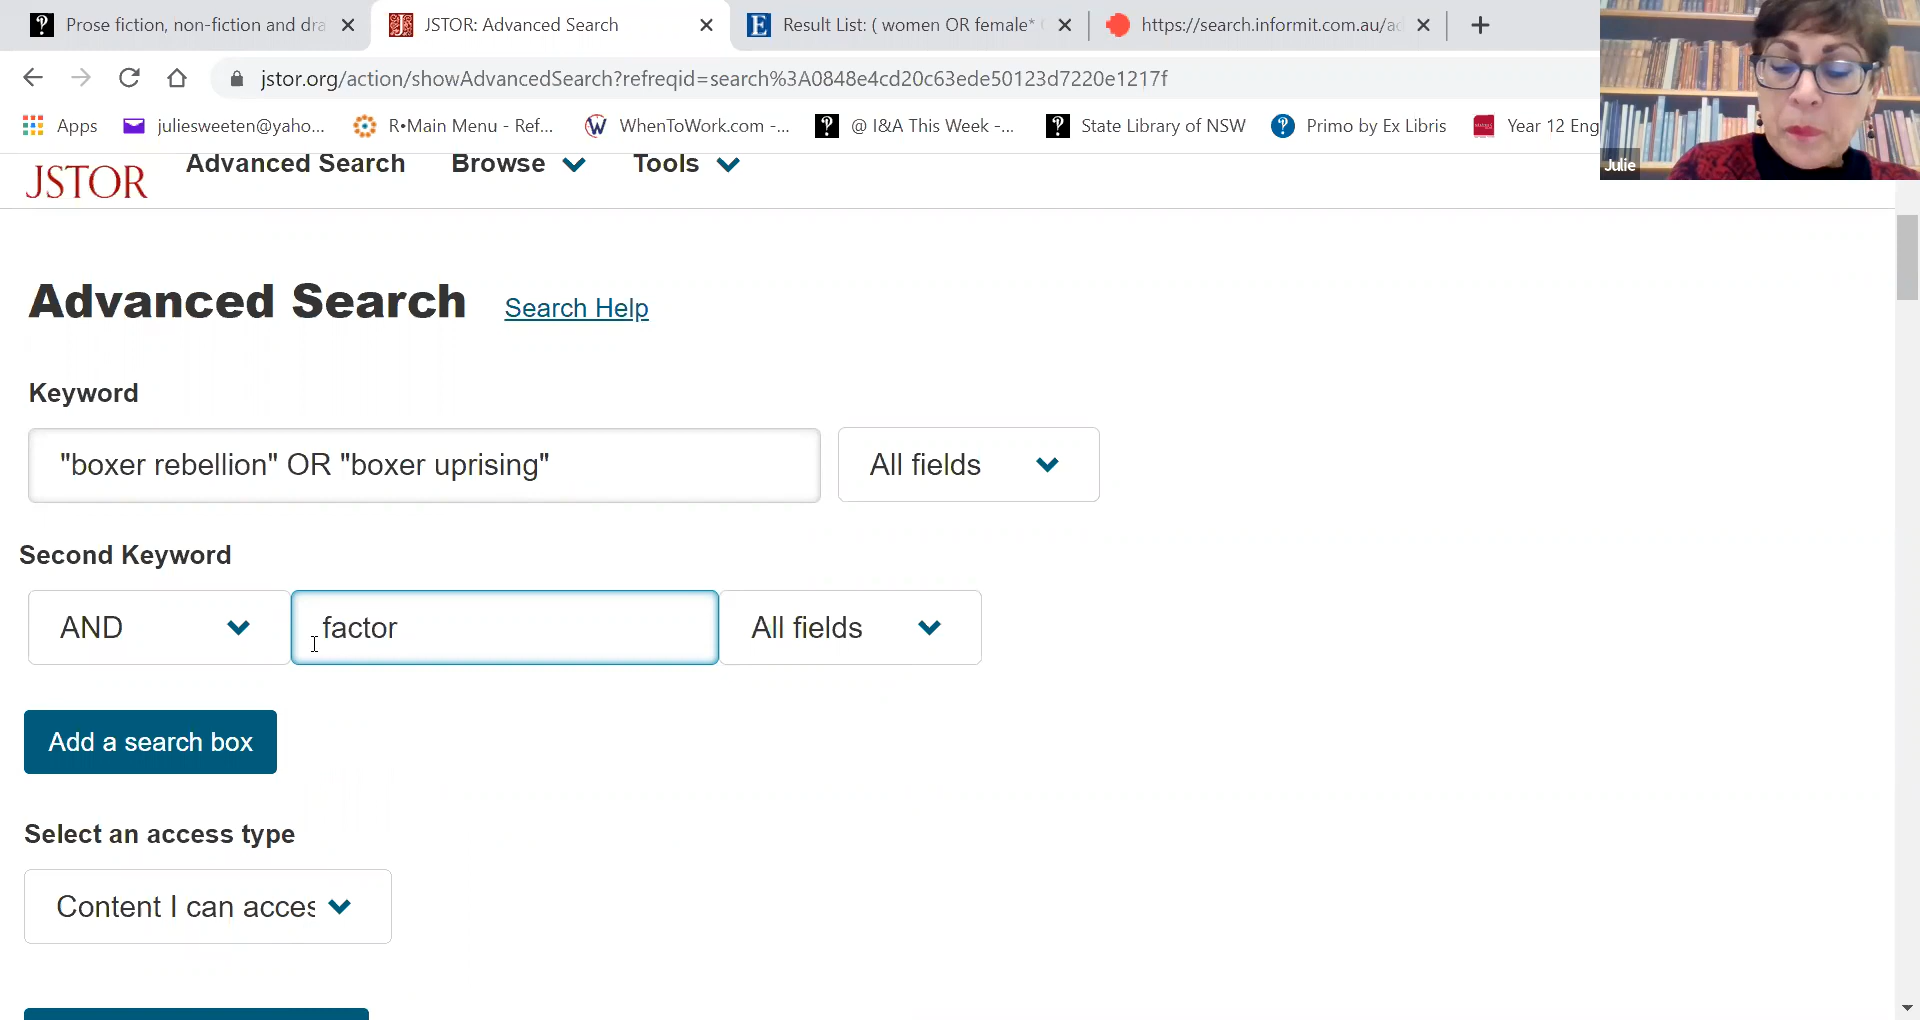 Prose fiction, non-fiction and dra
JSTOR: Advanced Search
Result List: ( women OR female*
https://search.informit.com.au/ad
jstor.org/action/showAdvancedSearch?refreqid=search%3A0848e4cd20c63ede50123d7220e1217f
Apps
juliesweeten@yaho...
R•Main Menu - Ref...
WhenToWork.com -...
@ I&A This Week -...
State Library of NSW
Primo by Ex Libris
Year 12 Eng
Julie
JSTOR
Advanced Search
Browse
Tools
Advanced Search
Search Help
Keyword
"boxer rebellion" OR "boxer uprising"
All fields
Second Keyword
AND
factor
All fields
Add a search box
Select an access type
Content I can acces